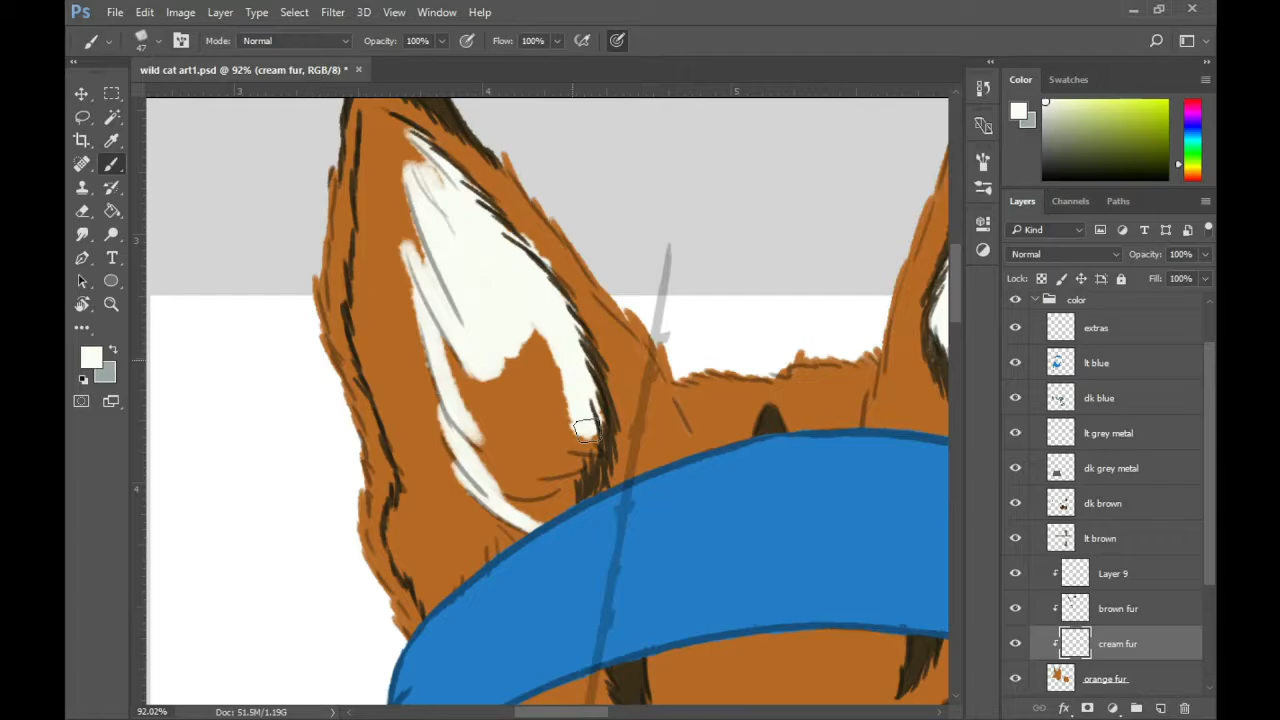 Ps File Edit Image Layer Type Select Filter 3D View Window Help
47 Mode: Normal Opacity: 100% Flow: 100%
wild cat art1.psd @ 92% (cream fur, RGB/8) * ×
3 4 5
3
4
Color Swatches
Layers Channels Paths
Kind
Normal Opacity: 100%
Lock: Fill: 100%
color
extras
lt blue
dk blue
lt grey metal
dk grey metal
dk brown
lt brown
Layer 9
brown fur
cream fur
orange fur
92.02% Doc: 51.5M/1.19G